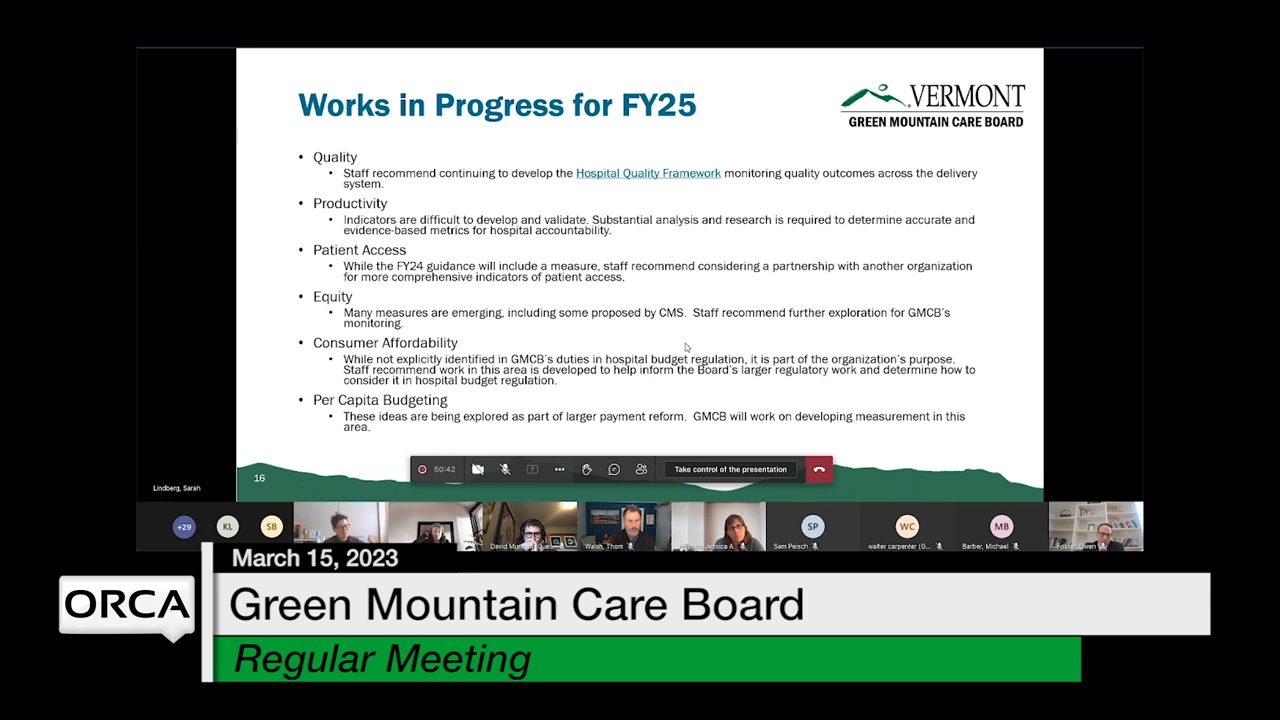 Works in Progress for FY25
VERMONT
GREEN MOUNTAIN CARE BOARD
• Quality
• Staff recommend continuing to develop the Hospital Quality Framework monitoring quality outcomes across the delivery
system.
• Productivity
• Indicators are difficult to develop and validate. Substantial analysis and research is required to determine accurate and
evidence-based metrics for hospital accountability.
• Patient Access
• While the FY24 guidance will include a measure, staff recommend considering a partnership with another organization
for more comprehensive indicators of patient access.
• Equity
• Many measures are emerging, including some proposed by CMS. Staff recommend further exploration for GMCB's
monitoring.
• Consumer Affordability
• While not explicitly identified in GMCB's duties in hospital budget regulation, it is part of the organization's purpose.
Staff recommend work in this area is developed to help inform the Board's larger regulatory work and determine how to
consider it in hospital budget regulation.
• Per Capita Budgeting
• These ideas are being explored as part of larger payment reform. GMCB will work on developing measurement in this
area.
50:42
Take control of the presentation
16
Lindberg, Sarah
+29
KL
SB
SP
WC
MB
David
Walsh, Thom
Jessica A.
Sam Peisch
walter carpenter (G...
Barber, Michael
March 15, 2023
ORCA
Green Mountain Care Board
Regular Meeting